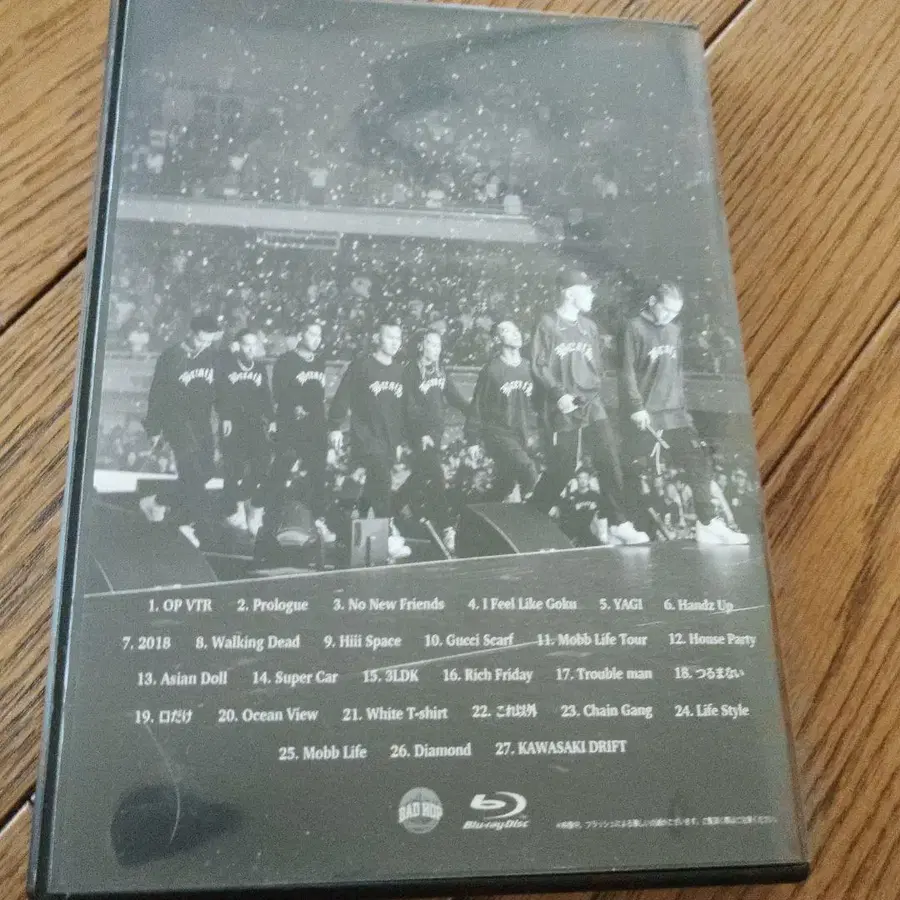 1. OP VTR 2. Prologue 3. No New Friends 4. I Feel Like Goku 5. YAGI 6. Handz Up
7. 2018 8. Walking Dead 9. Hiii Space 10. Gucci Scarf 11. Mobb Life Tour 12. House Party
13. Asian Doll 14. Super Car 15. 3LDK 16. Rich Friday 17. Trouble man 18. つるまない
19. 口だけ 20. Ocean View 21. White T-shirt 22. これ以外 23. Chain Gang 24. Life Style
25. Mobb Life 26. Diamond 27. KAWASAKI DRIFT
BAD HOP
Blu-ray Disc